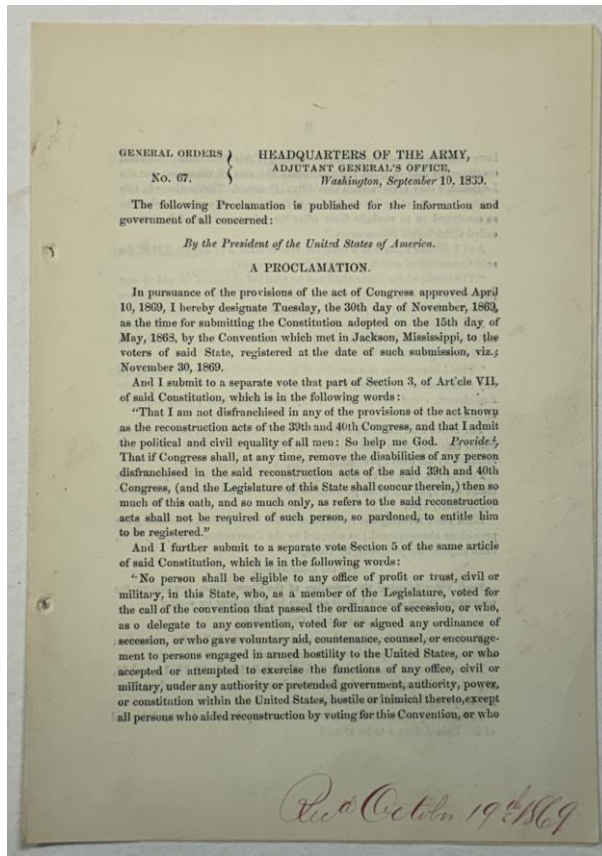 GENERAL ORDERS
No. 67.
HEADQUARTERS OF THE ARMY,
ADJUTANT GENERAL'S OFFICE,
Washington, September 10, 1869.
The following Proclamation is published for the information and
government of all concerned:
By the President of the United States of America.
A PROCLAMATION.
In pursuance of the provisions of the act of Congress approved April
10, 1869, I hereby designate Tuesday, the 30th day of November, 1869,
as the time for submitting the Constitution adopted on the 15th day of
May, 1868, by the Convention which met in Jackson, Mississippi, to the
voters of said State, registered at the date of such submission, viz.:
November 30, 1869.
And I submit to a separate vote that part of Section 3, of Art'cle VII,
of said Constitution, which is in the following words:
"That I am not disfranchised in any of the provisions of the act known
as the reconstruction acts of the 39th and 40th Congress, and that I admit
the political and civil equality of all men: So help me God. Provided,
That if Congress shall, at any time, remove the disabilities of any person
disfranchised in the said reconstruction acts of the said 39th and 40th
Congress, (and the Legislature of this State shall concur therein,) then so
much of this oath, and so much only, as refers to the said reconstruction
acts shall not be required of such person, so pardoned, to entitle him
to be registered."
And I further submit to a separate vote Section 5 of the same article
of said Constitution, which is in the following words:
"No person shall be eligible to any office of profit or trust, civil or
military, in this State, who, as a member of the Legislature, voted for
the call of the convention that passed the ordinance of secession, or who,
as o delegate to any convention, voted for or signed any ordinance of
secession, or who gave voluntary aid, countenance, counsel, or encourage-
ment to persons engaged in armed hostility to the United States, or who
accepted or attempted to exercise the functions of any office, civil or
military, under any authority or pretended government, authority, power,
or constitution within the United States, hostile or inimical thereto, except
all persons who aided reconstruction by voting for this Convention, or who
Recd October 19th 1869